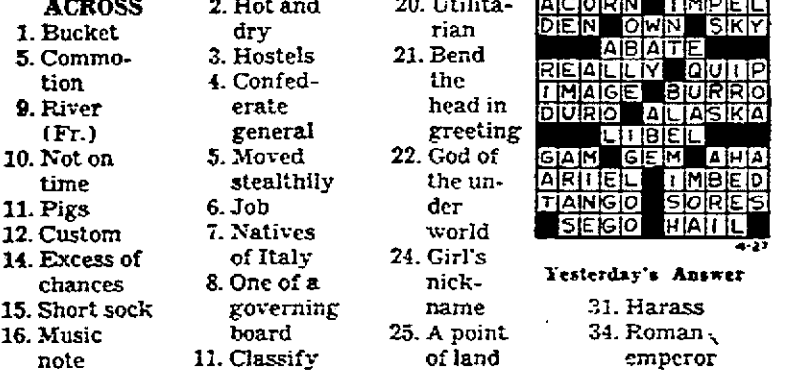 ACROSS
1. Bucket
5. Commo-
tion
9. River
(Fr.)
10. Not on
time
11. Pigs
12. Custom
14. Excess of
chances
15. Short sock
16. Music
note
2. Hot and
dry
3. Hostels
4. Confed-
erate
general
5. Moved
stealthily
6. Job
7. Natives
of Italy
8. One of a
governing
board
11. Classify
20. Utilita-
rian
21. Bend
the
head in
greeting
22. God of
the un-
der
world
24. Girl's
nick-
name
25. A point
of land
ACORN IMPEL
DEN OWN SKY
ABATE
REALLY QUIP
IMAGE BURRO
DURO ALASKA
LIBEL
GAM GEM AHA
ARIEL IMBED
TANGO SORES
SEGO HAIL
4-27
Yesterday's Answer
31. Harass
34. Roman
emperor